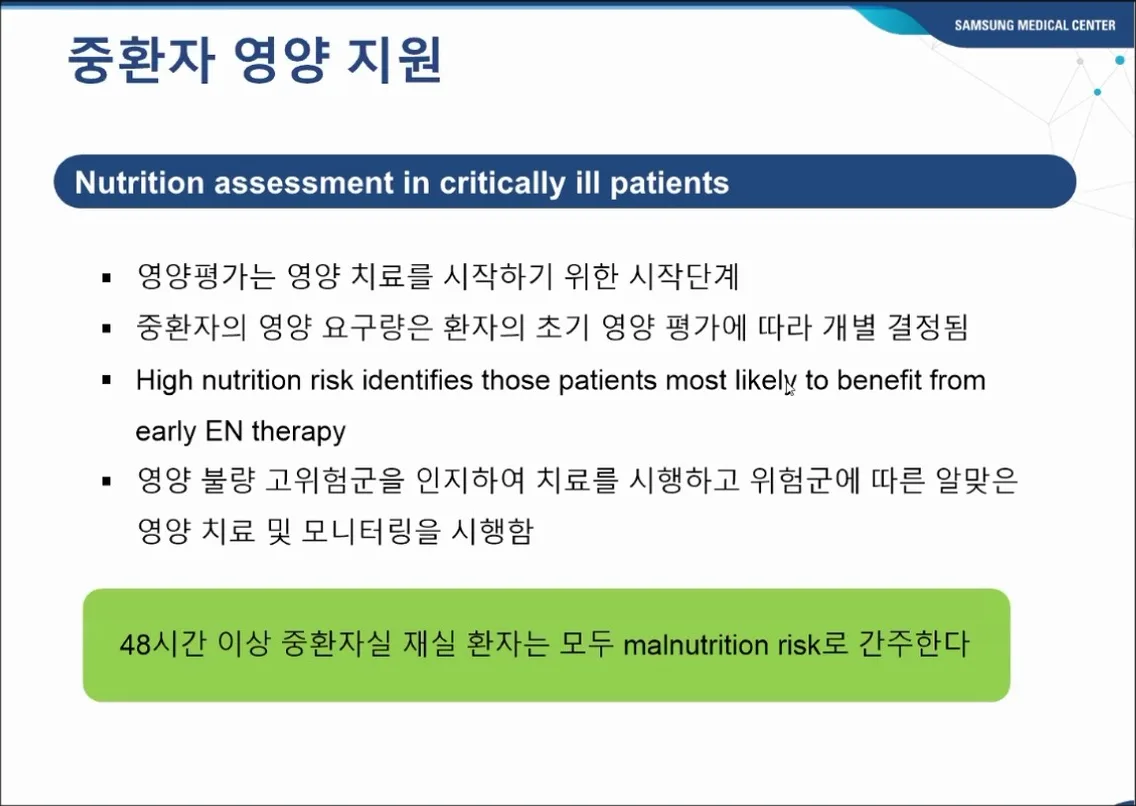 SAMSUNG MEDICAL CENTER
중환자 영양 지원
Nutrition assessment in critically ill patients
▪ 영양평가는 영양 치료를 시작하기 위한 시작단계
▪ 중환자의 영양 요구량은 환자의 초기 영양 평가에 따라 개별 결정됨
▪ High nutrition risk identifies those patients most likely to benefit from
early EN therapy
▪ 영양 불량 고위험군을 인지하여 치료를 시행하고 위험군에 따른 알맞은
영양 치료 및 모니터링을 시행함
48시간 이상 중환자실 재실 환자는 모두 malnutrition risk로 간주한다